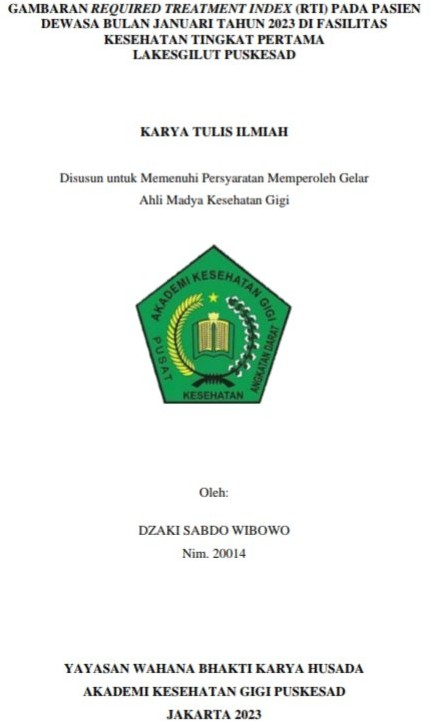 GAMBARAN REQUIRED TREATMENT INDEX (RTI) PADA PASIEN
DEWASA BULAN JANUARI TAHUN 2023 DI FASILITAS
KESEHATAN TINGKAT PERTAMA
LAKESGILUT PUSKESAD
KARYA TULIS ILMIAH
Disusun untuk Memenuhi Persyaratan Memperoleh Gelar
Ahli Madya Kesehatan Gigi
AKADEMI KESEHATAN GIGI
PUSAT
KESEHATAN
ANGKATAN DARAT
Oleh:
DZAKI SABDO WIBOWO
Nim. 20014
YAYASAN WAHANA BHAKTI KARYA HUSADA
AKADEMI KESEHATAN GIGI PUSKESAD
JAKARTA 2023